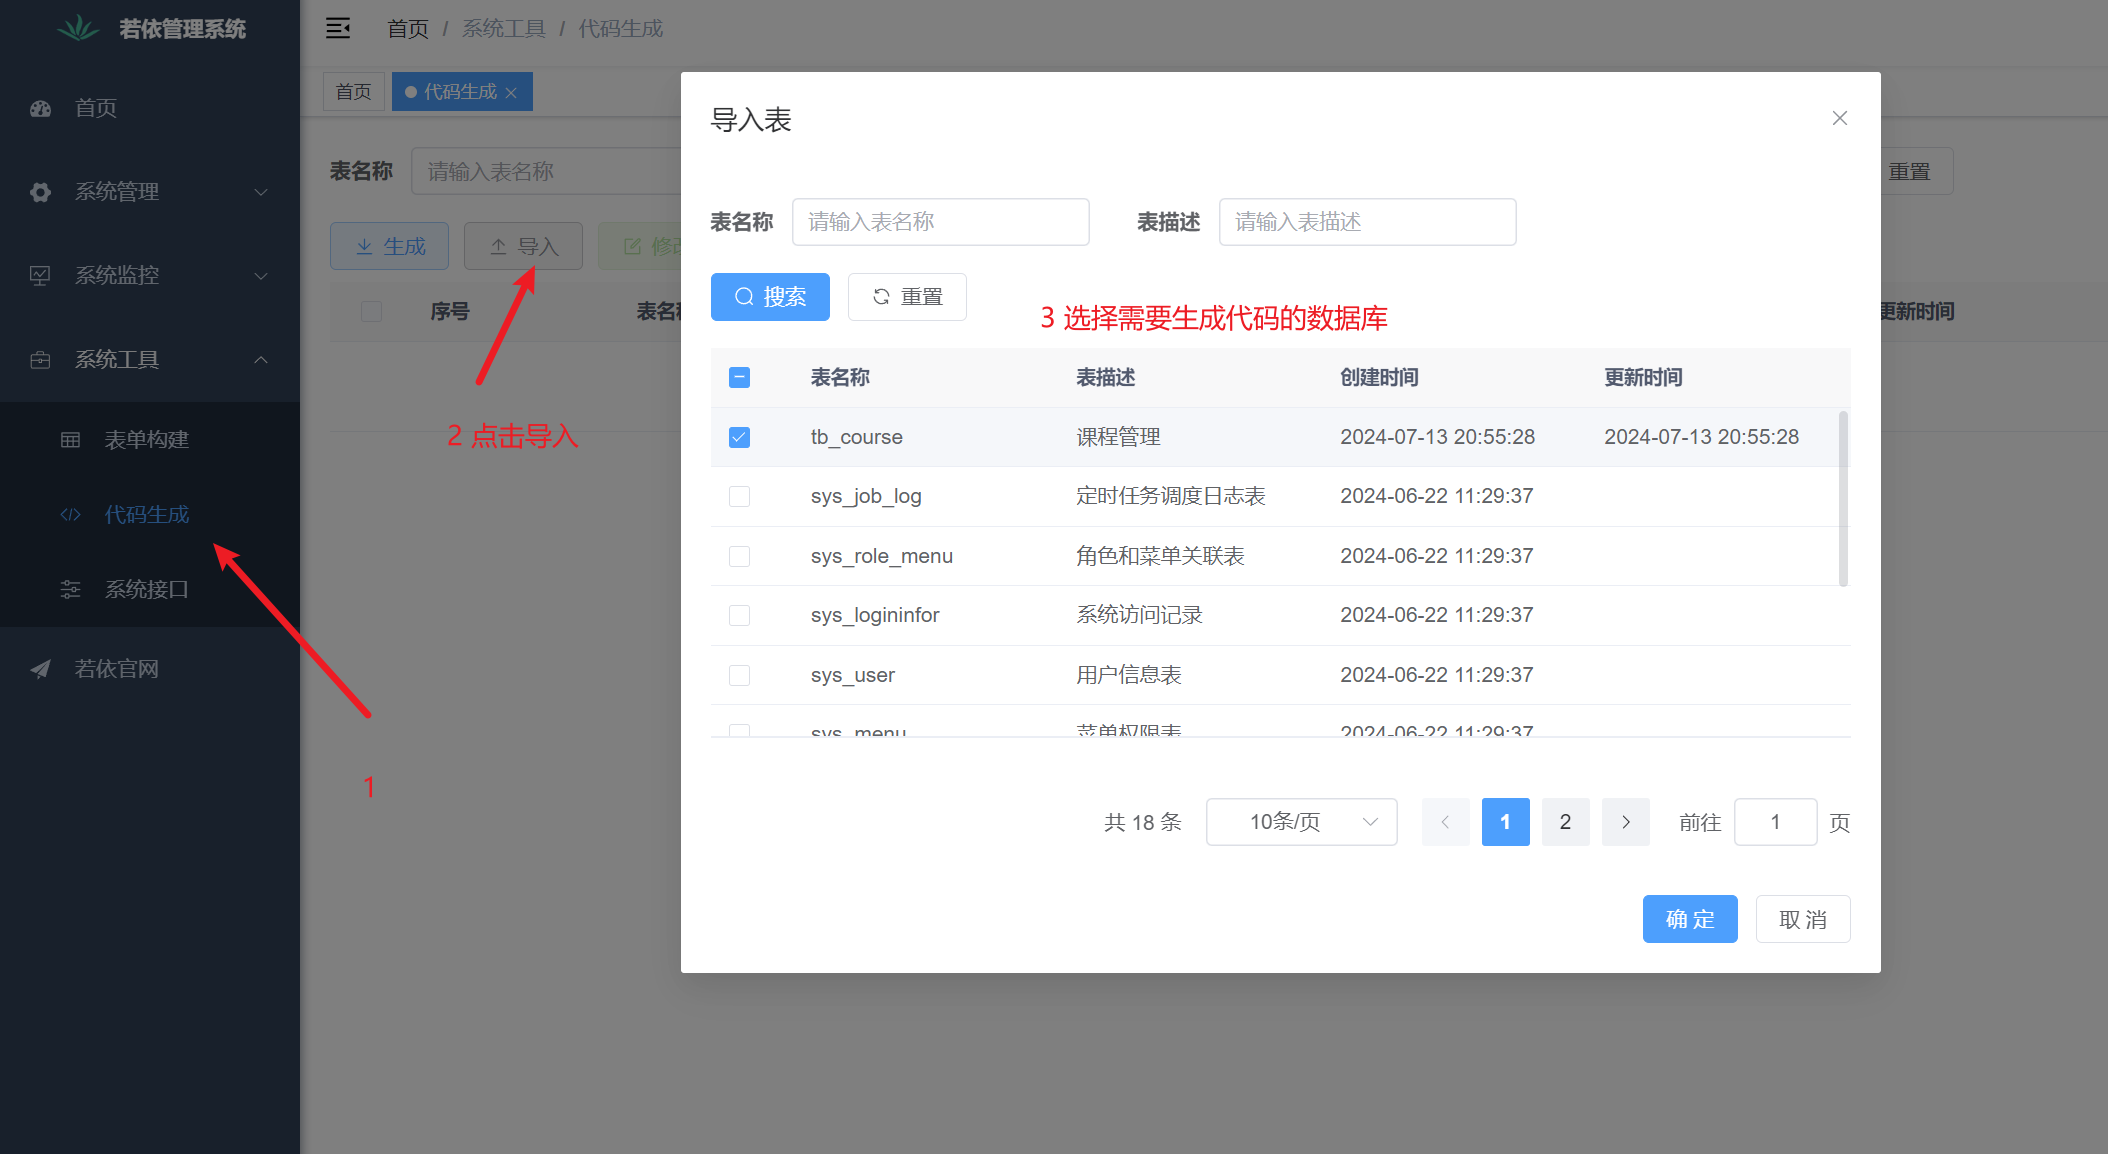 若依管理系统
首页 / 系统工具 / 代码生成
首页
代码生成
首页
系统管理
系统监控
系统工具
表单构建
代码生成
系统接口
若依官网
表名称 请输入表名称
重置
生成 导入 修改
序号 表名称
更新时间
1
2 点击导入
导入表
表名称 请输入表名称 表描述 请输入表描述
搜索 重置
3 选择需要生成代码的数据库
表名称 表描述 创建时间 更新时间
tb_course 课程管理 2024-07-13 20:55:28 2024-07-13 20:55:28
sys_job_log 定时任务调度日志表 2024-06-22 11:29:37
sys_role_menu 角色和菜单关联表 2024-06-22 11:29:37
sys_logininfor 系统访问记录 2024-06-22 11:29:37
sys_user 用户信息表 2024-06-22 11:29:37
sys_menu 菜单权限表 2024-06-22 11:29:37
共 18 条 10条/页 1 2 前往 1 页
确 定 取 消